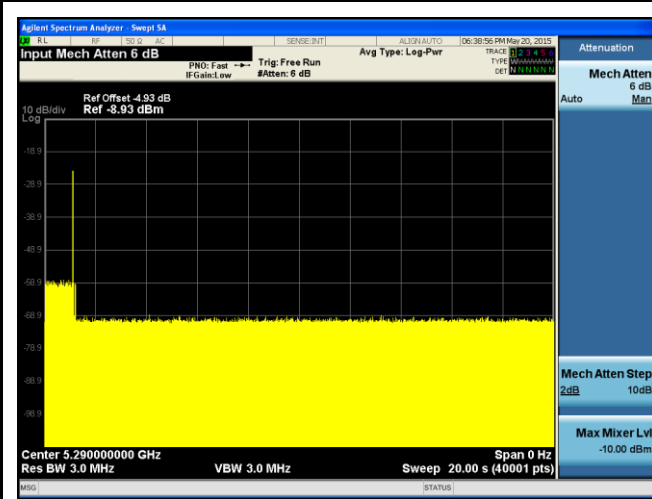 Agilent Spectrum Analyzer - Swept SA
RL RF 50 Ω AC SENSE:INT ALIGN AUTO 06:38:56 PM May 20, 2015
Input Mech Atten 6 dB
Avg Type: Log-Pwr
TRACE 1 2 3 4 5 6
TYPE
DET N N N N N N
PNO: Fast
IFGain:Low
Trig: Free Run
#Atten: 6 dB
Attenuation
Mech Atten
6 dB
Auto Man
Ref Offset -4.93 dB
10 dB/div Ref -8.93 dBm
Log
-18.9
-28.9
-38.9
-48.9
-58.9
-68.9
-78.9
-88.9
-98.9
Mech Atten Step
2dB 10dB
Max Mixer Lvl
-10.00 dBm
Center 5.290000000 GHz Span 0 Hz
Res BW 3.0 MHz VBW 3.0 MHz Sweep 20.00 s (40001 pts)
MSG STATUS